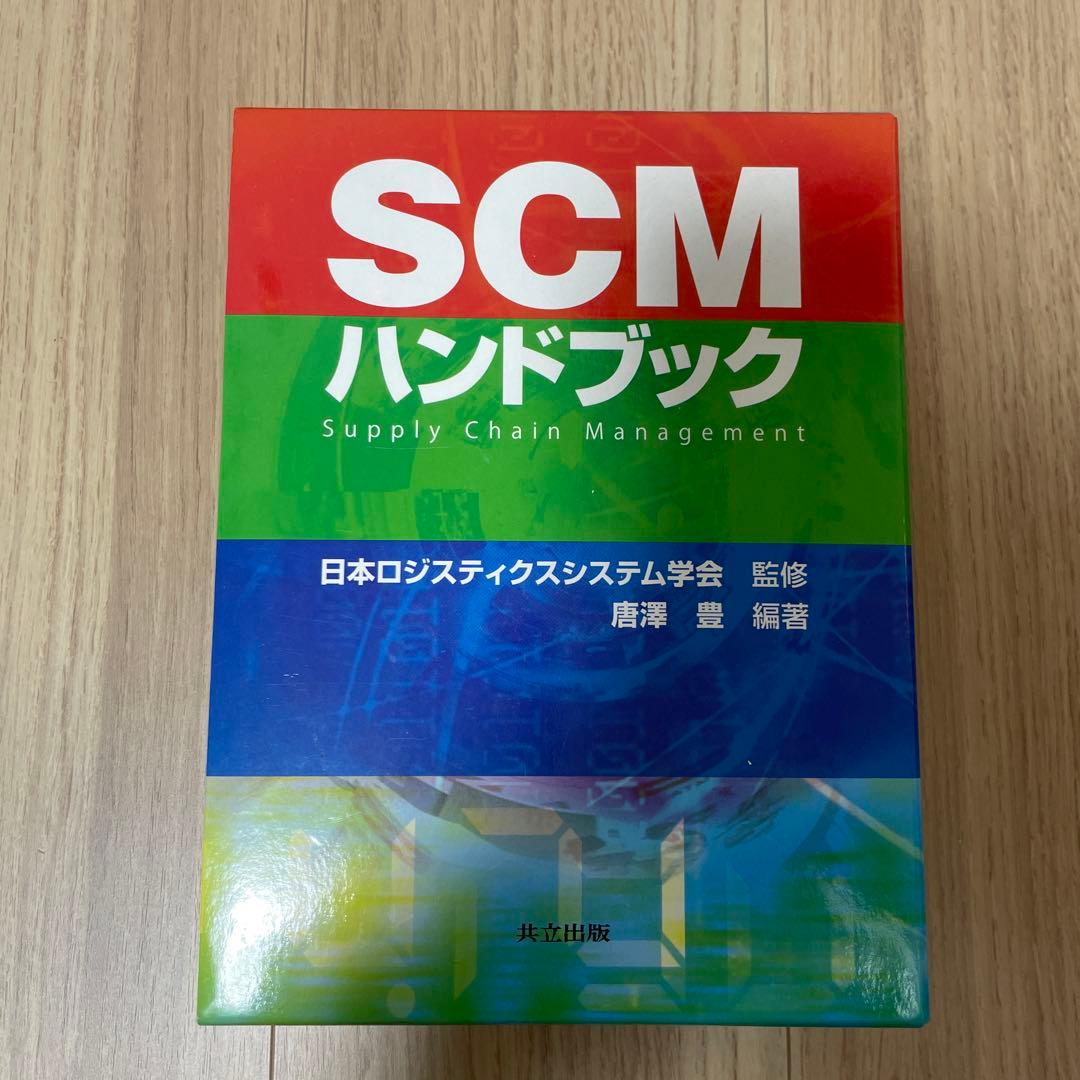 SCM
ハンドブック
Supply Chain Management
日本ロジスティクスシステム学会 監修
唐澤 豊 編著
共立出版